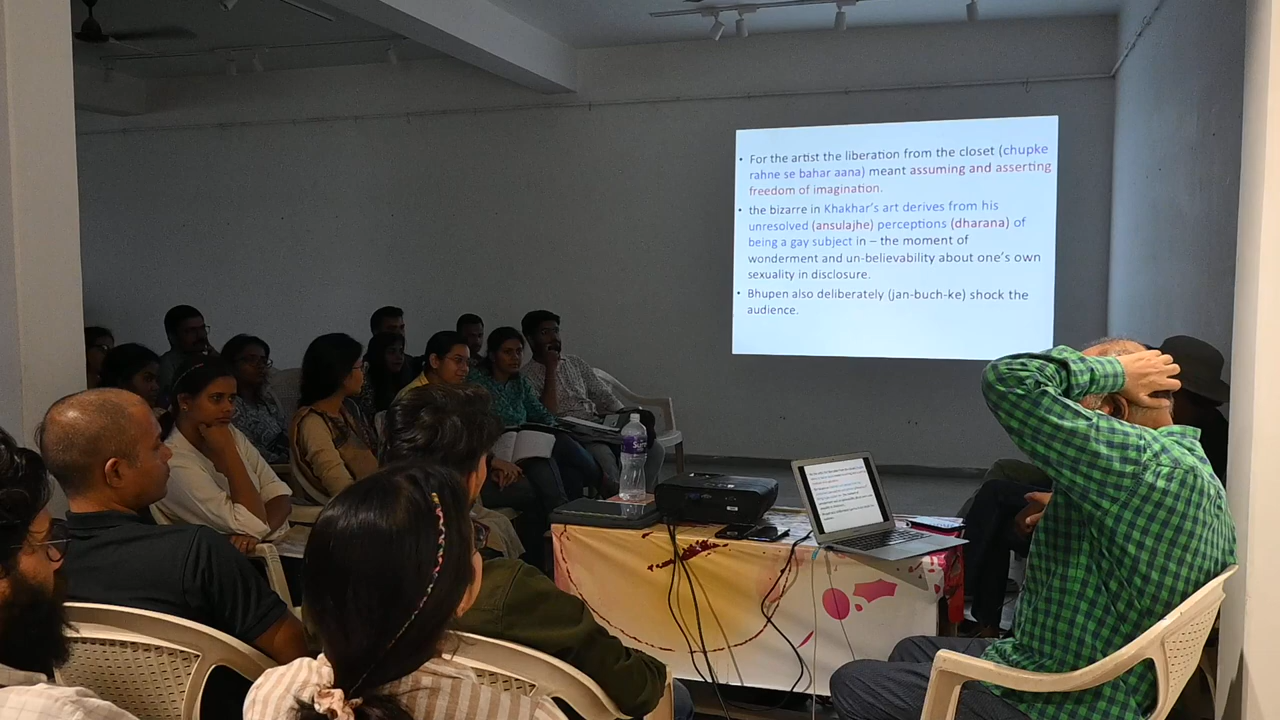 • For the artist the liberation from the closet (chupke
rahne se bahar aana) meant assuming and asserting
freedom of imagination.
• the bizarre in Khakhar's art derives from his
unresolved (ansulajhe) perceptions (dharana) of
being a gay subject in – the moment of
wonderment and un-believability about one's own
sexuality in disclosure.
• Bhupen also deliberately (jan-buch-ke) shock the
audience.